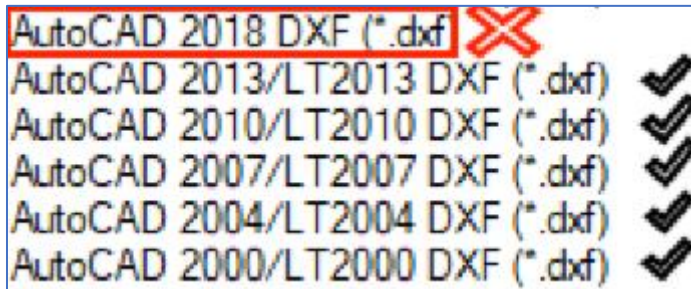 AutoCAD 2018 DXF (*.dxf
AutoCAD 2013/LT2013 DXF (*.dxf)
AutoCAD 2010/LT2010 DXF (*.dxf)
AutoCAD 2007/LT2007 DXF (*.dxf)
AutoCAD 2004/LT2004 DXF (*.dxf)
AutoCAD 2000/LT2000 DXF (*.dxf)